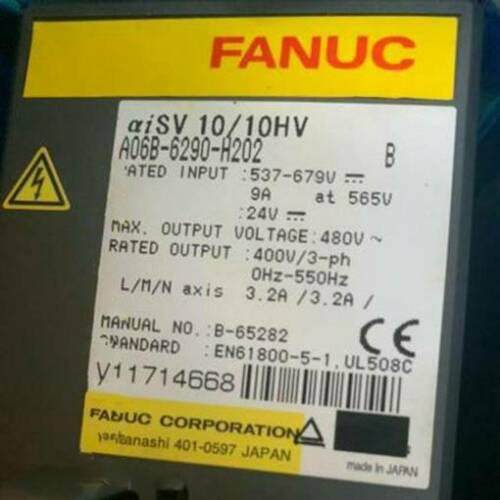 FANUC
αiSV 10/10HV
A06B-6290-H202 B
ATED INPUT :537-679V ⎓
9A at 565V
:24V ⎓
MAX. OUTPUT VOLTAGE:480V ~
RATED OUTPUT :400V/3-ph
0Hz-550Hz
L/M/N axis 3.2A /3.2A /
MANUAL NO.:B-65282
STANDARD :EN61800-5-1,UL508C
CE
V11714668
FANUC CORPORATION
yamanashi 401-0597 JAPAN
made in JAPAN